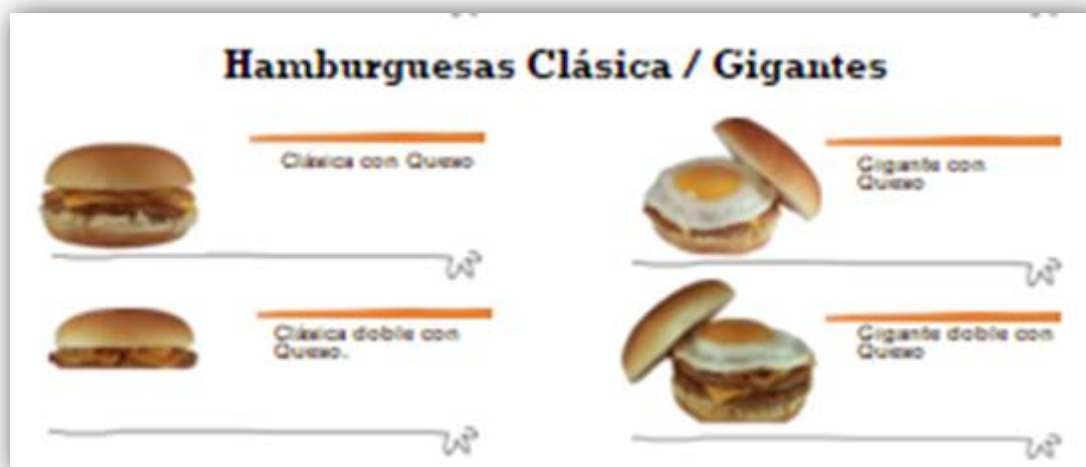 Hamburguesas Clásica / Gigantes
Clásica con Queso
Gigante con
Queso
Clásica doble con
Queso.
Gigante doble con
Queso